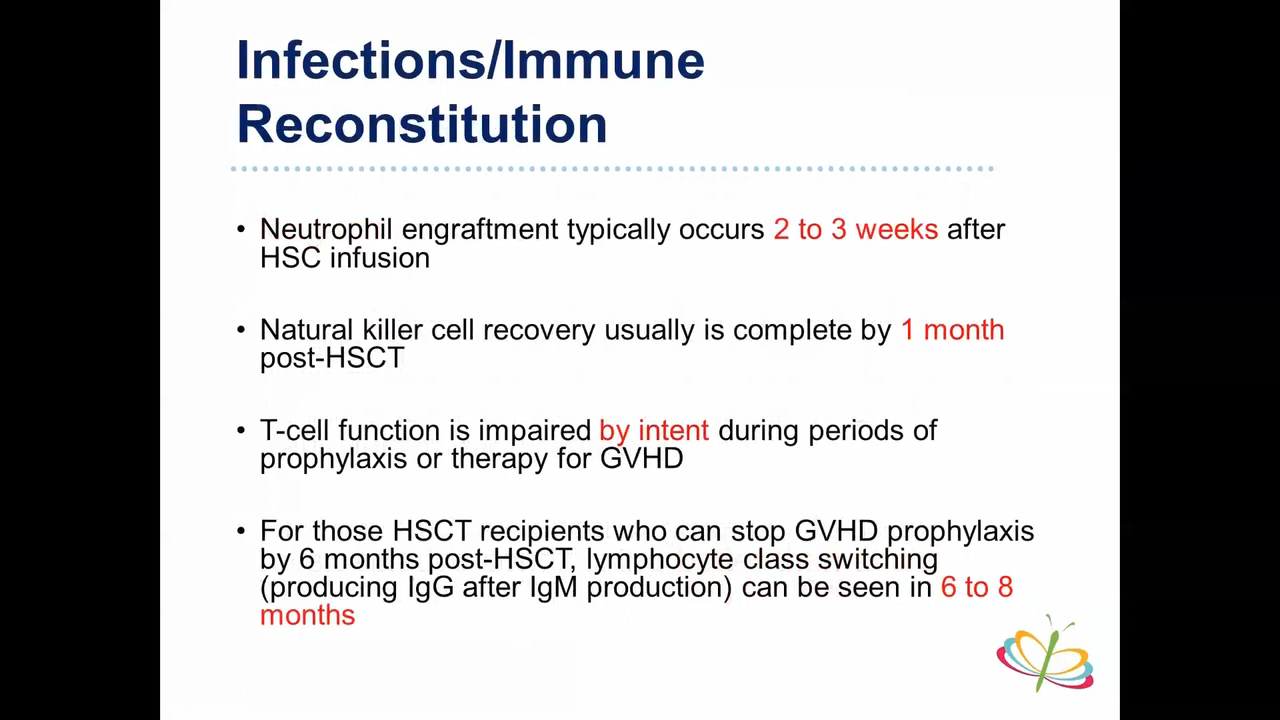 Infections/Immune
Reconstitution
• Neutrophil engraftment typically occurs 2 to 3 weeks after
HSC infusion
• Natural killer cell recovery usually is complete by 1 month
post-HSCT
• T-cell function is impaired by intent during periods of
prophylaxis or therapy for GVHD
• For those HSCT recipients who can stop GVHD prophylaxis
by 6 months post-HSCT, lymphocyte class switching
(producing IgG after IgM production) can be seen in 6 to 8
months